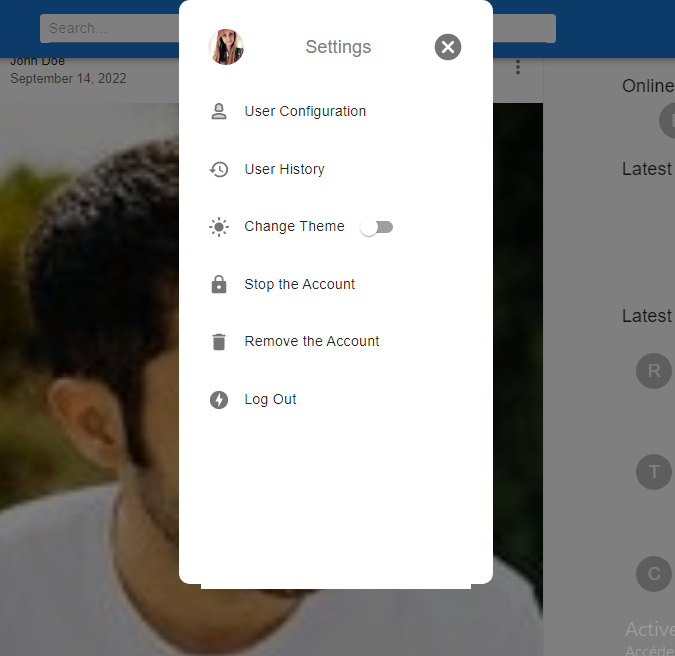 Search...
Settings
John Doe
September 14, 2022
User Configuration
User History
Change Theme
Stop the Account
Remove the Account
Log Out
Online
Latest
Latest
R
T
C
Active
Accéde